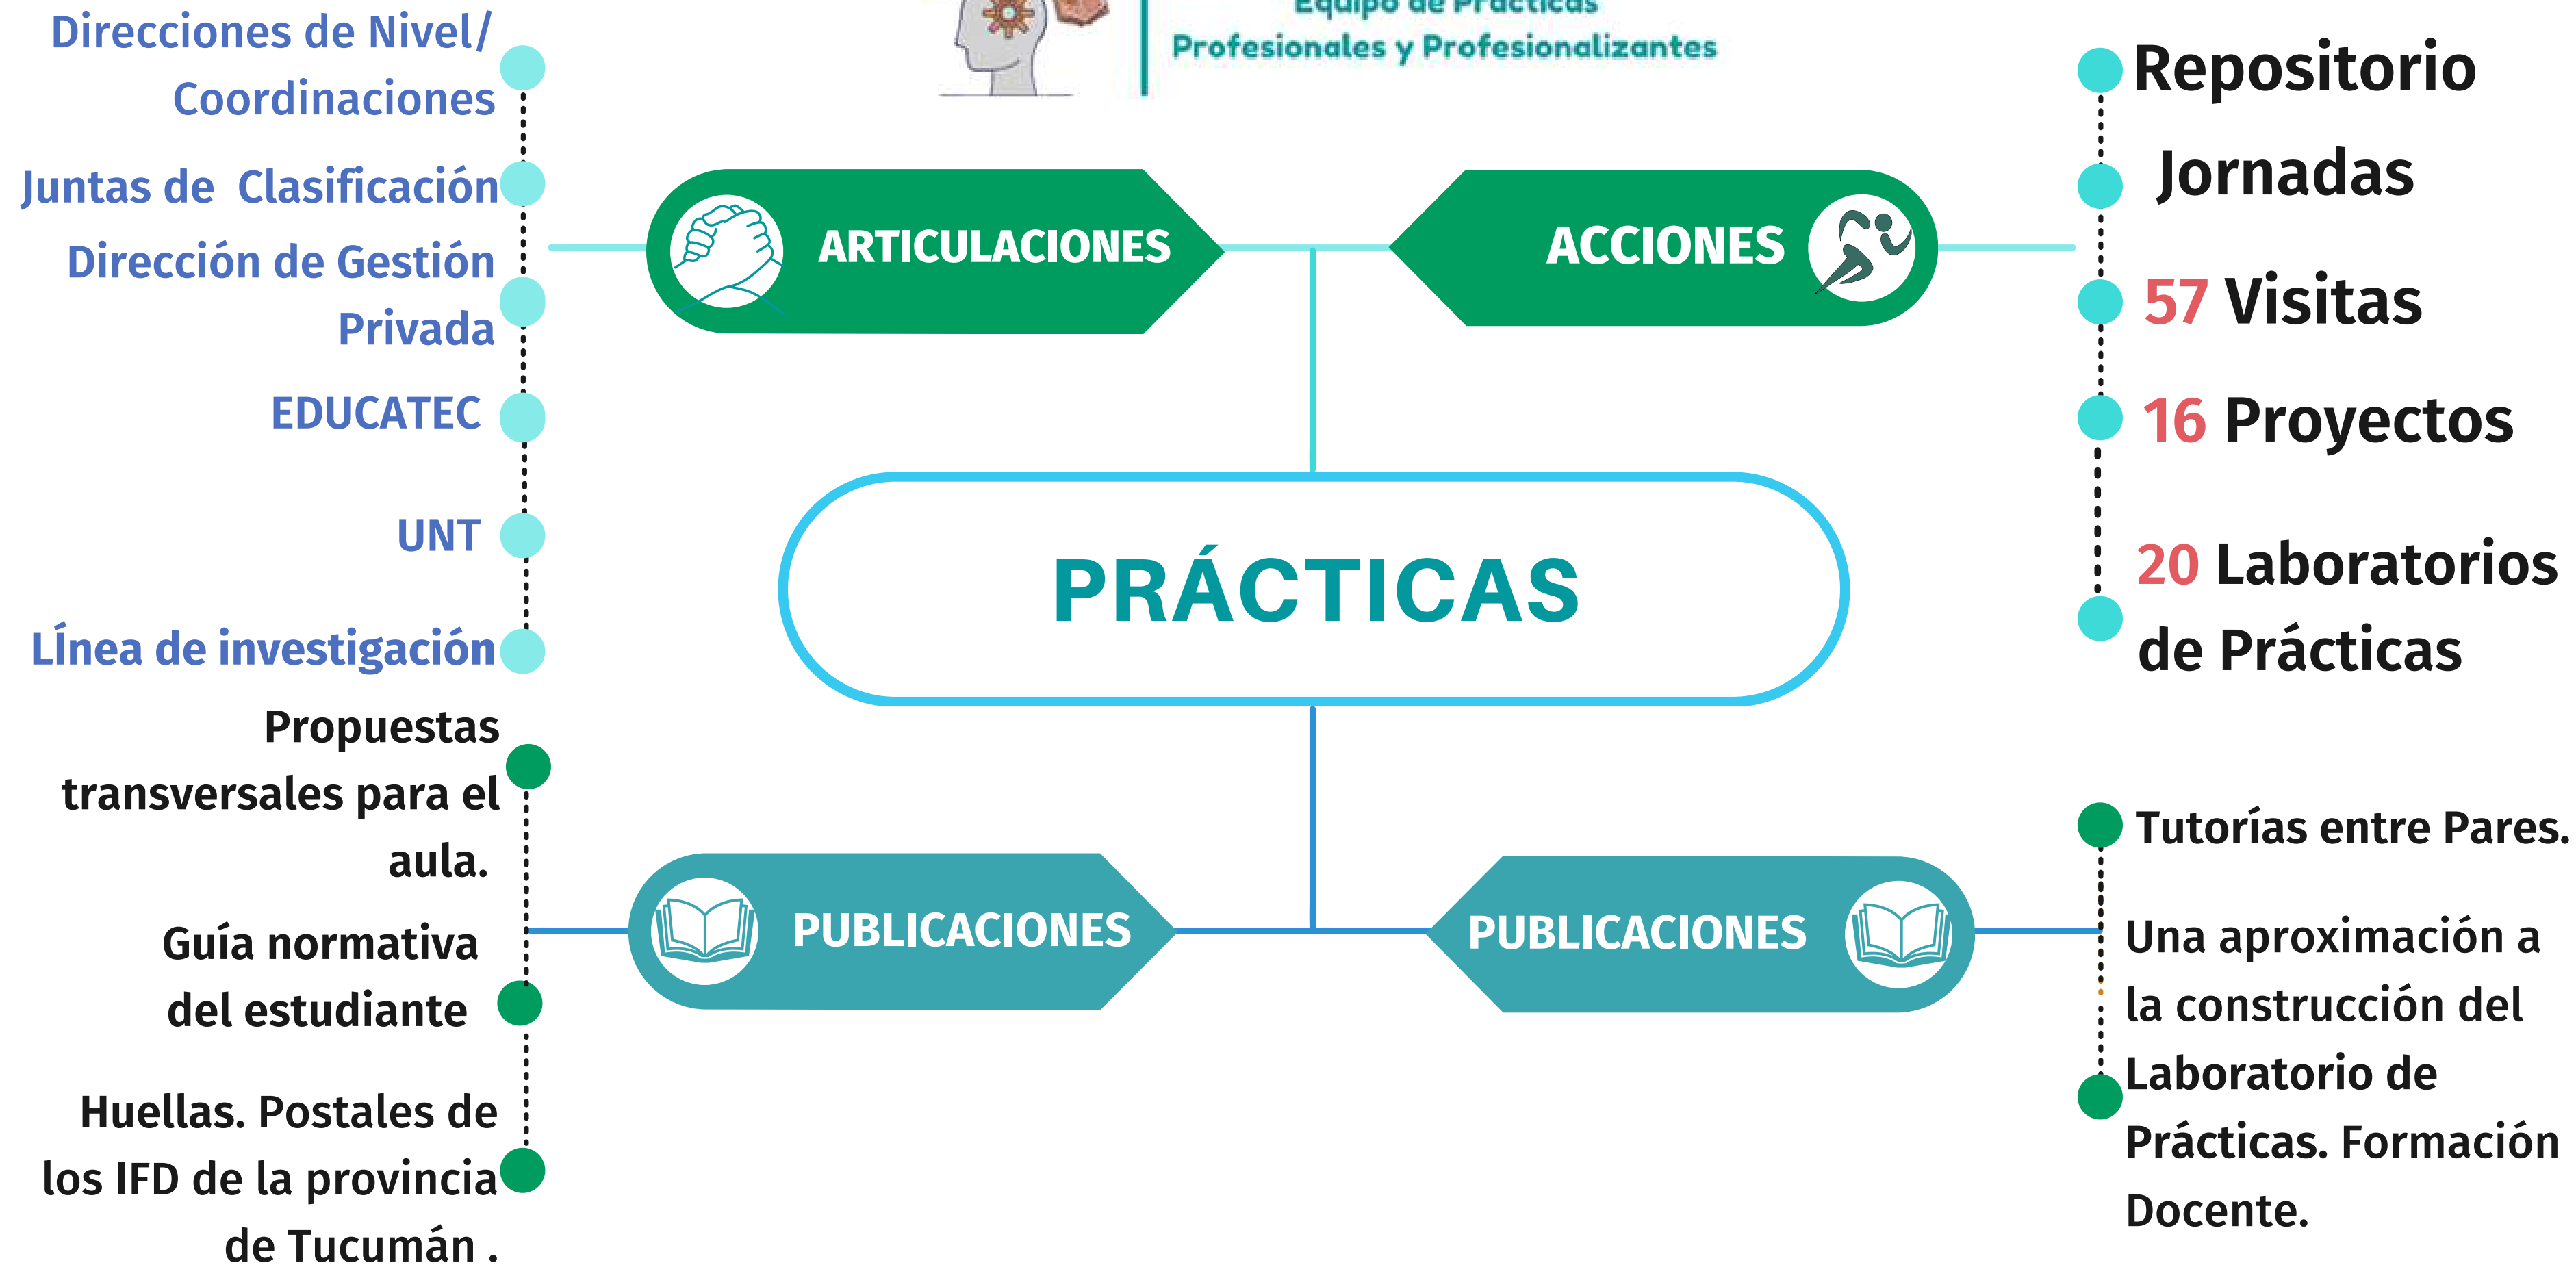 Equipo de Prácticas
Profesionales y Profesionalizantes
Direcciones de Nivel/
Coordinaciones
Juntas de Clasificación
Dirección de Gestión
Privada
EDUCATEC
UNT
LÍnea de investigación
ARTICULACIONES
ACCIONES
Repositorio
Jornadas
57 Visitas
16 Proyectos
20 Laboratorios
de Prácticas
PRÁCTICAS
Propuestas
transversales para el
aula.
Guía normativa
del estudiante
Huellas. Postales de
los IFD de la provincia
de Tucumán .
PUBLICACIONES
PUBLICACIONES
Tutorías entre Pares.
Una aproximación a
la construcción del
Laboratorio de
Prácticas. Formación
Docente.